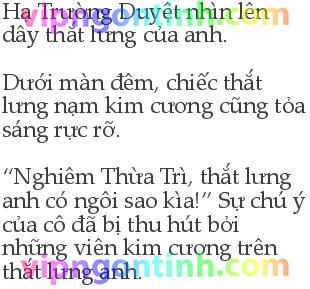 Hạ Trường Duyệt nhìn lên
dây thắt lưng của anh.
Dưới màn đêm, chiếc thắt
lưng nạm kim cương cũng tỏa
sáng rực rỡ.
“Nghiêm Thừa Trì, thắt lưng
anh có ngôi sao kìa!” Sự chú ý
của cô đã bị thu hút bởi
những viên kim cương trên
thắt lưng anh.
vipngontinh.com
vipngontinh.com